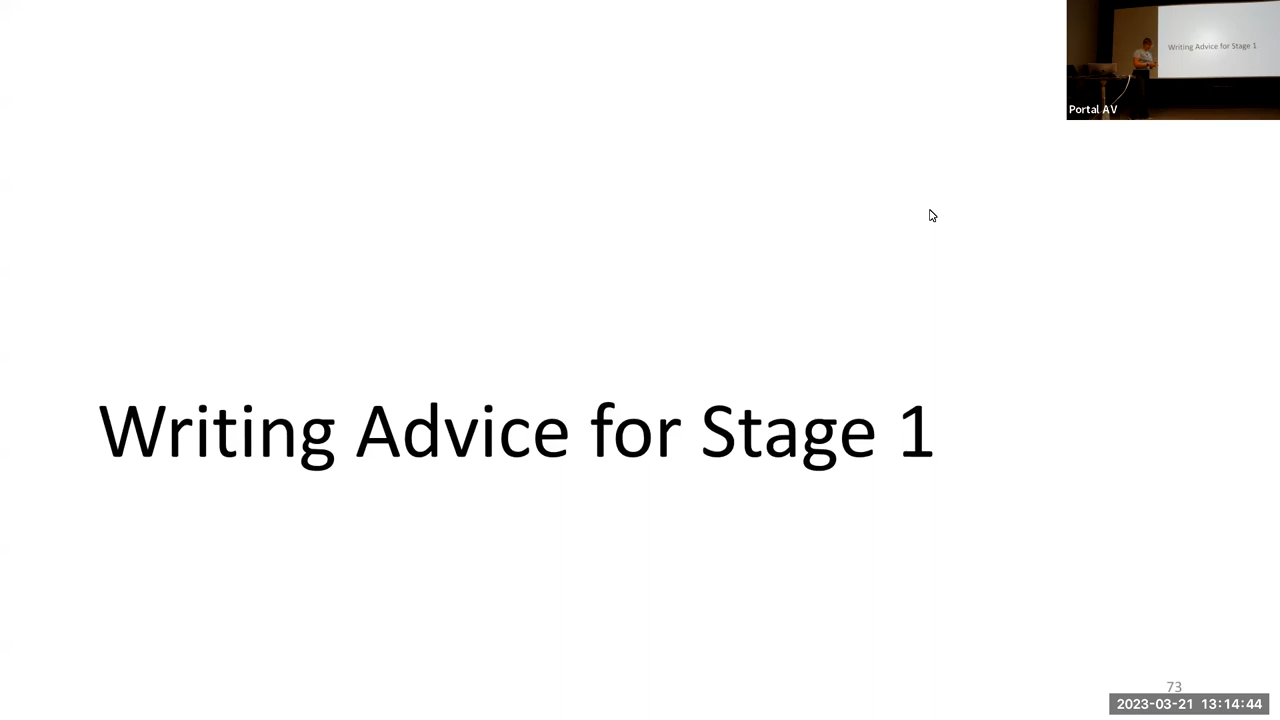 Writing Advice for Stage 1
Portal AV
Writing Advice for Stage 1
73
2023-03-21 13:14:44